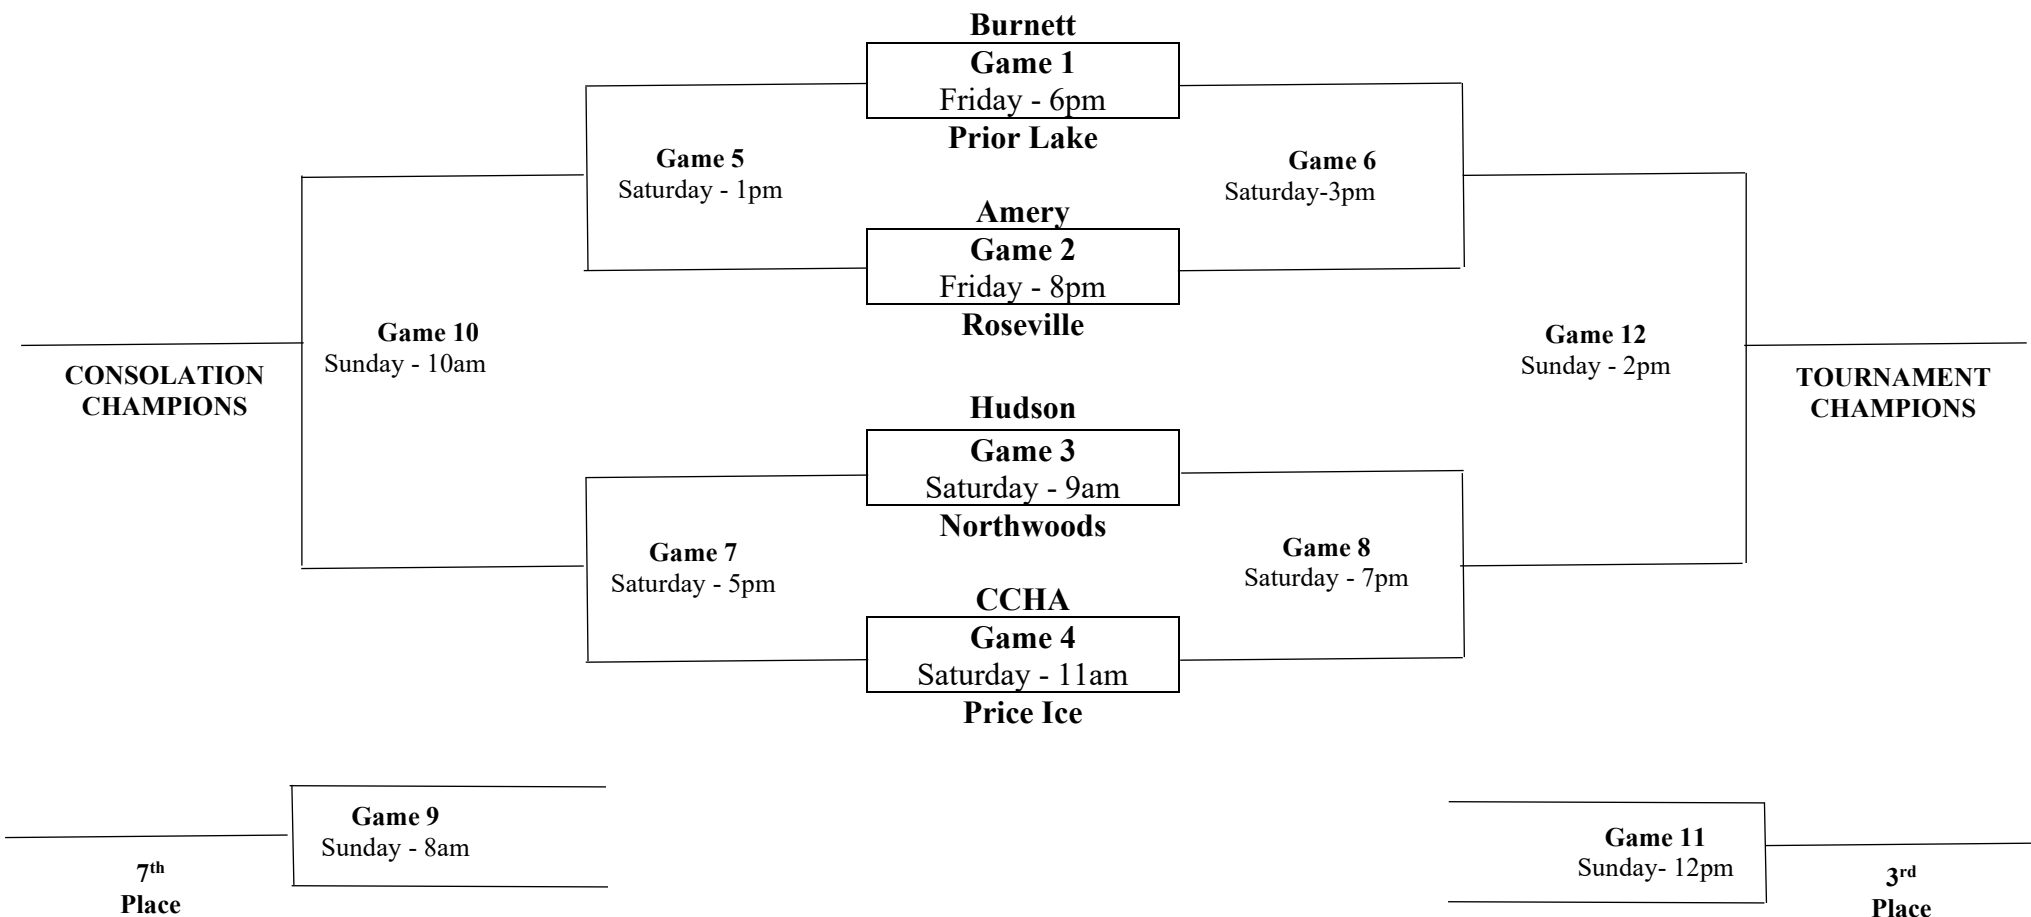 Burnett
Game 1
Friday - 6pm
Prior Lake
Game 5
Saturday - 1pm
Game 6
Saturday-3pm
Amery
Game 2
Friday - 8pm
Roseville
Game 10
Sunday - 10am
Game 12
Sunday - 2pm
CONSOLATION
CHAMPIONS
TOURNAMENT
CHAMPIONS
Hudson
Game 3
Saturday - 9am
Northwoods
Game 7
Saturday - 5pm
Game 8
Saturday - 7pm
CCHA
Game 4
Saturday - 11am
Price Ice
Game 9
Sunday - 8am
7th
Place
Game 11
Sunday- 12pm
3rd
Place